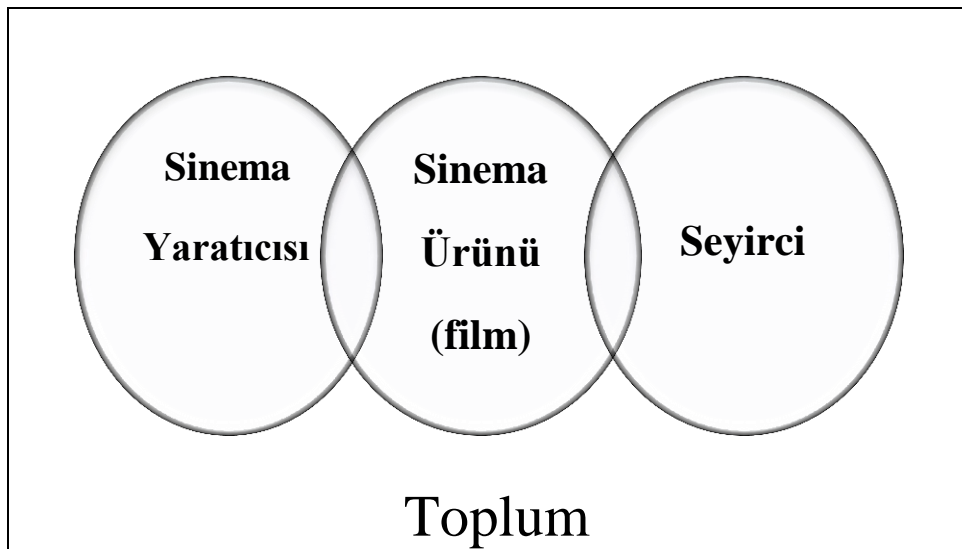 Sinema
Yaratıcısı
Sinema
Ürünü
(film)
Seyirci
Toplum